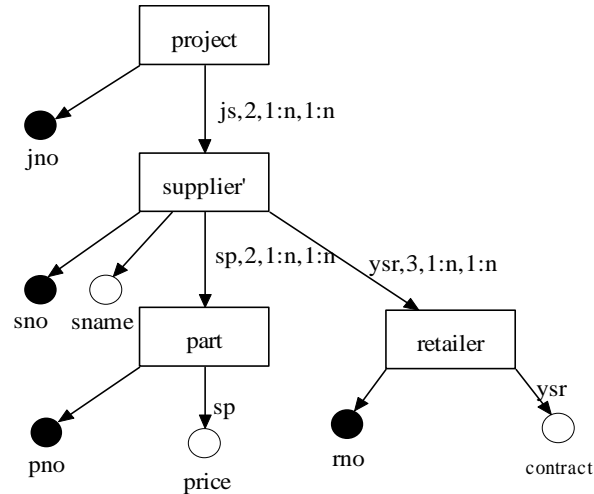 project
js,2,1:n,1:n
jno
supplier'
sp,2,1:n,1:n
ysr,3,1:n,1:n
sno
sname
part
retailer
sp
ysr
pno
price
rno
contract